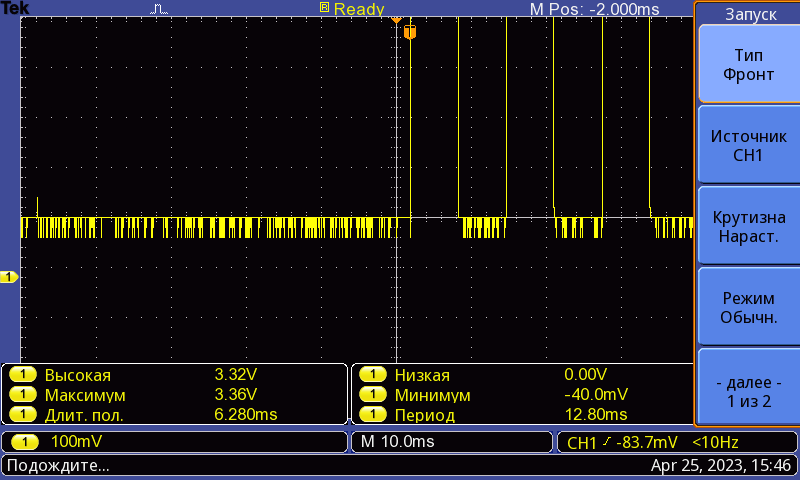 Tek R Ready M Pos: -2.000ms
Запуск
T
Тип
Фронт
Источник
CH1
Крутизна
Нараст.
1
Режим
Обычн.
- далее -
1 из 2
1 Высокая 3.32V 1 Низкая 0.00V
1 Максимум 3.36V 1 Минимум -40.0mV
1 Длит. пол. 6.280ms 1 Период 12.80ms
1 100mV M 10.0ms CH1 -83.7mV <10Hz
Подождите... Apr 25, 2023, 15:46